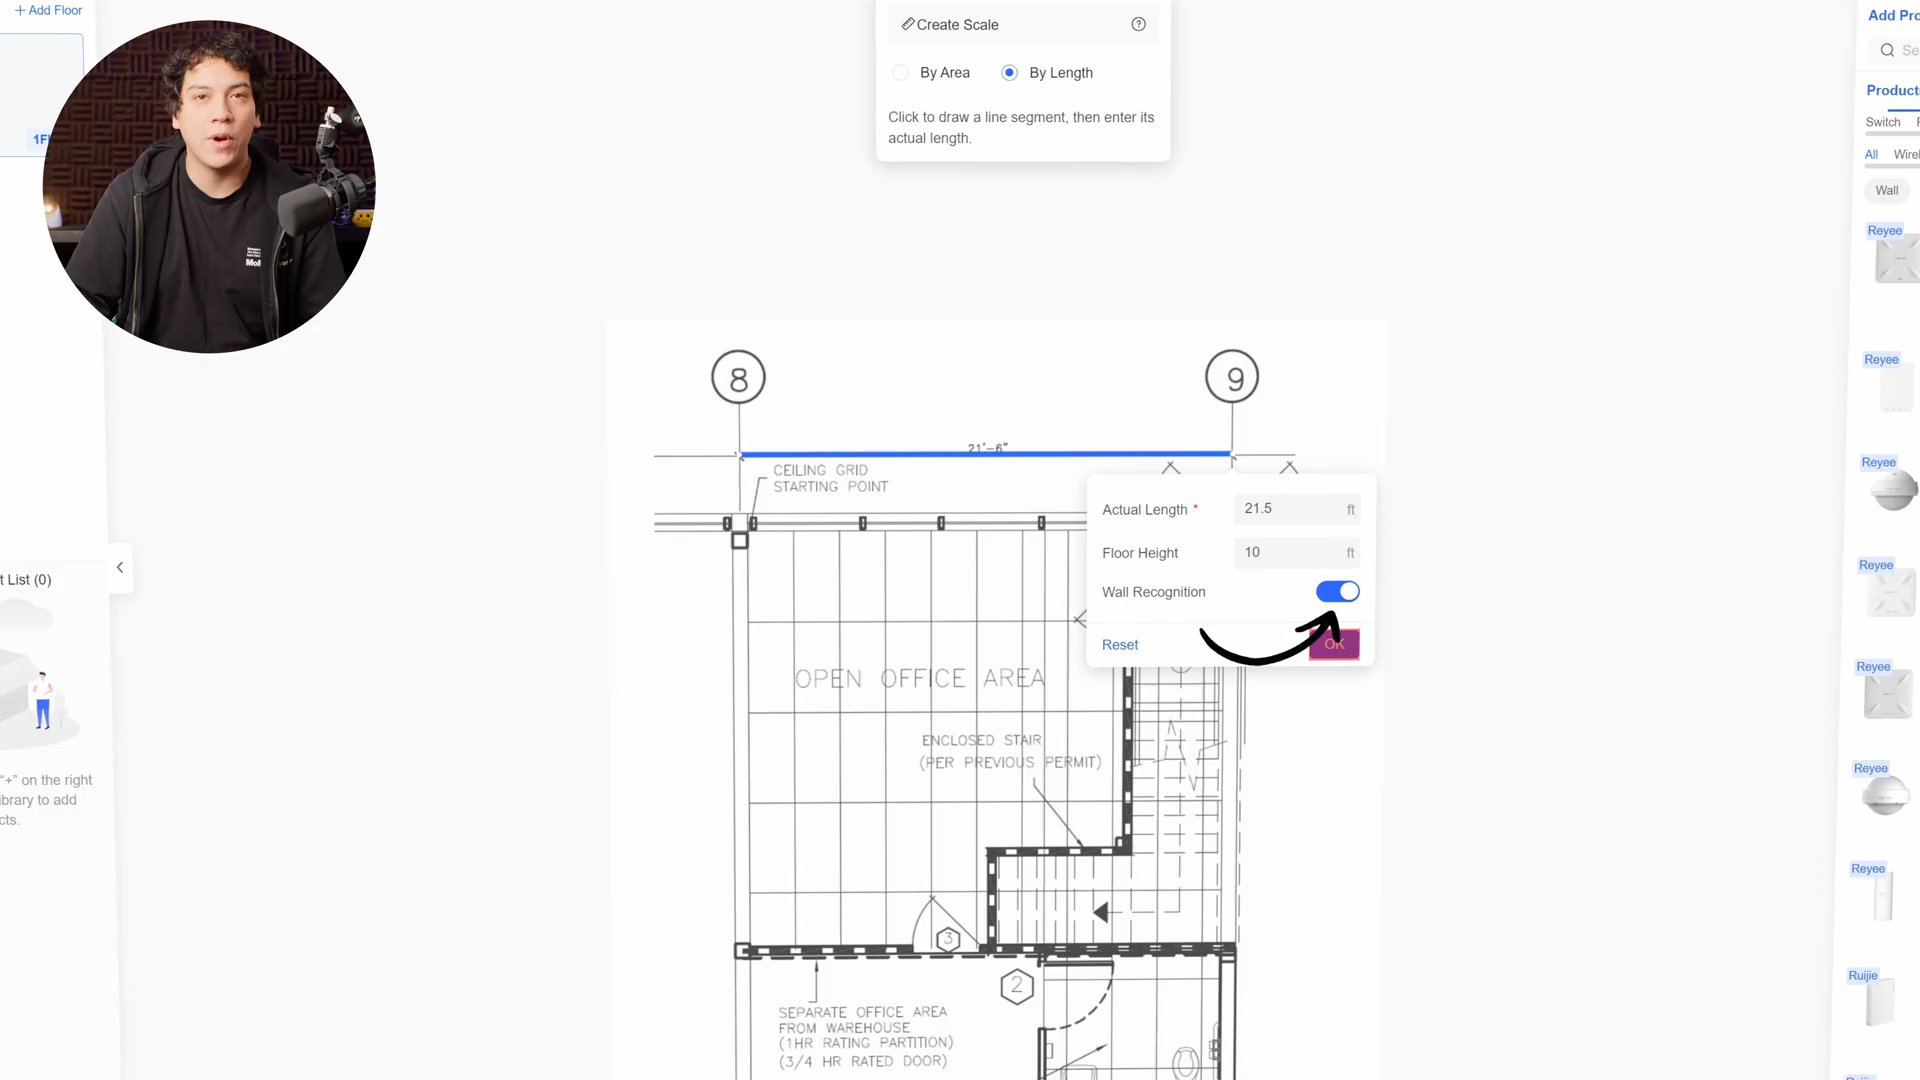 + Add Floor
1F
Create Scale
By Area
By Length
Click to draw a line segment, then enter its
actual length.
Add Pro
Products
Switch
All
Wall
Reyee
Reyee
Reyee
Reyee
Reyee
Reyee
Reyee
Ruijie
8
9
21'-6"
CEILING GRID
STARTING POINT
Actual Length *
21.5
ft
Floor Height
10
ft
Wall Recognition
Reset
OK
OPEN OFFICE AREA
ENCLOSED STAIR
(PER PREVIOUS PERMIT)
3
2
SEPARATE OFFICE AREA
FROM WAREHOUSE
(1HR RATING PARTITION)
(3/4 HR RATED DOOR)
t List (0)
"+" on the right
library to add
cts.